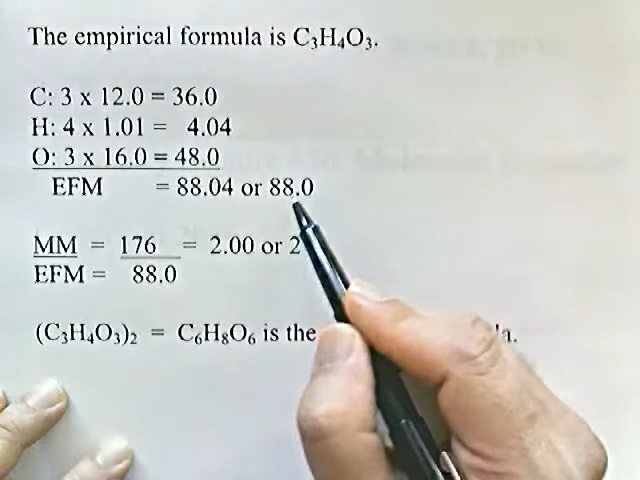 The empirical formula is C₃H₄O₃.
C: 3 x 12.0 = 36.0
H: 4 x 1.01 = 4.04
O: 3 x 16.0 = 48.0
EFM = 88.04 or 88.0
MM = 176 = 2.00 or 2
EFM = 88.0
(C₃H₄O₃)₂ = C₆H₈O₆ is the